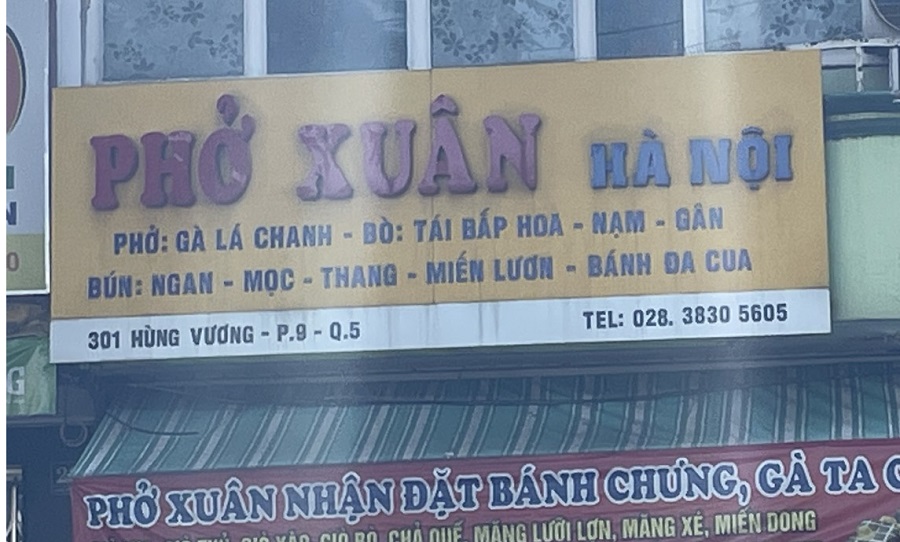 PHỞ XUÂN HÀ NỘI
PHỞ: GÀ LÁ CHANH - BÒ: TÁI BẮP HOA - NẠM - GÂN
BÚN: NGAN - MỌC - THANG - MIẾN LƯƠN - BÁNH ĐA CUA
301 HÙNG VƯƠNG - P.9 - Q.5
TEL: 028. 3830 5605
PHỞ XUÂN NHẬN ĐẶT BÁNH CHƯNG, GÀ TA
GIÒ XÀO, GIÒ BÒ, CHẢ QUẾ, MĂNG LƯỠI LỢN, MĂNG XÉ, MIẾN DONG